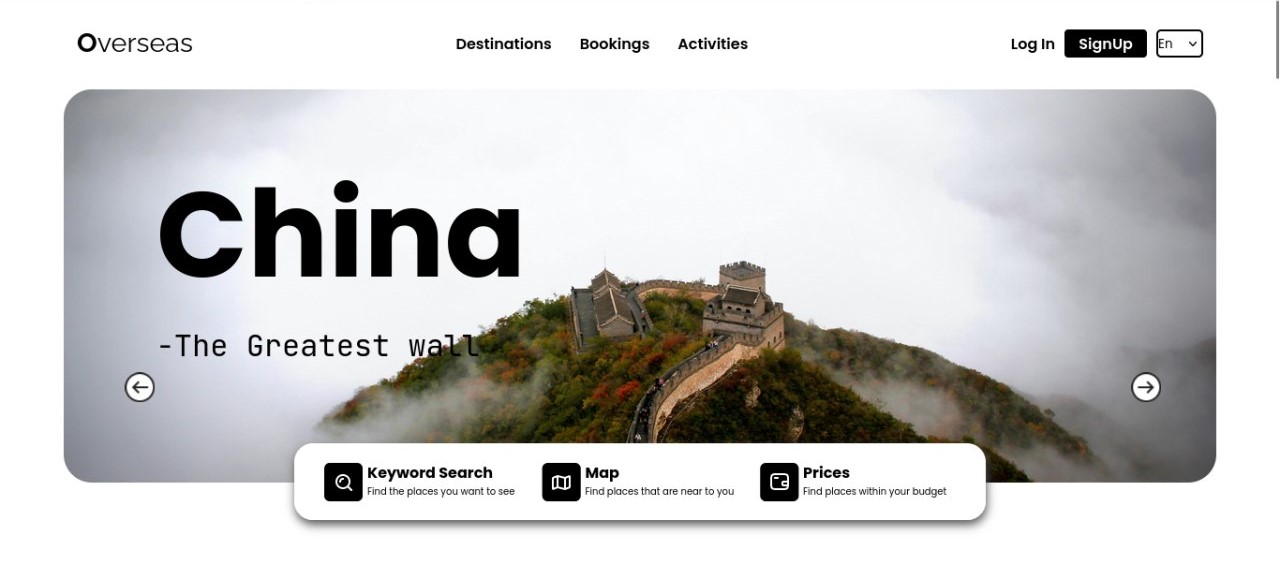 Overseas
Destinations Bookings Activities
Log In SignUp En
China
-The Greatest wall
Keyword Search
Find the places you want to see
Map
Find places that are near to you
Prices
Find places within your budget